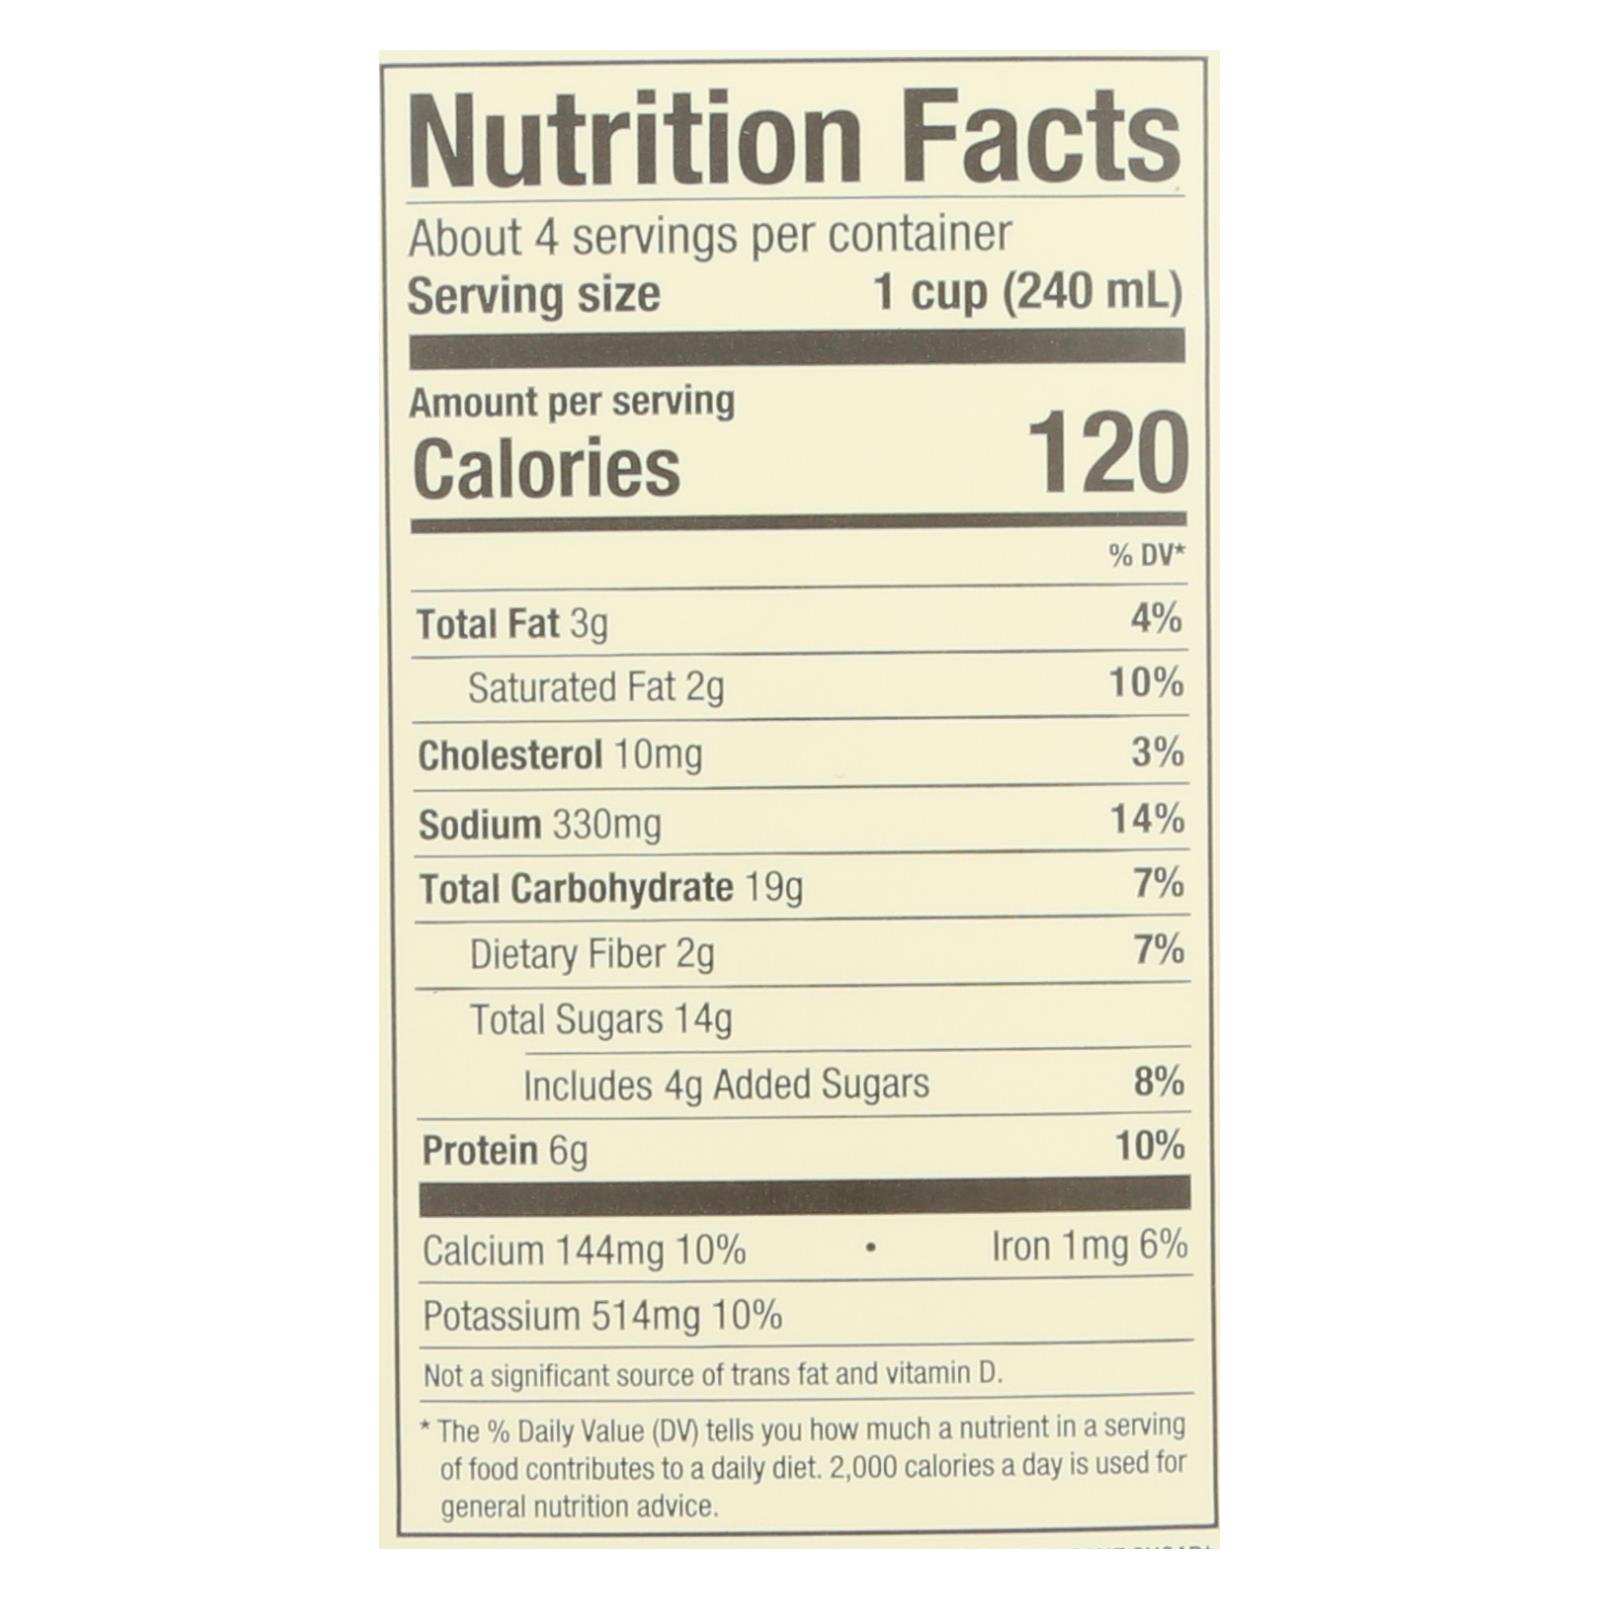 Nutrition Facts
About 4 servings per container
Serving size 1 cup (240 mL)
Amount per serving
Calories 120
% DV*
Total Fat 3g 4%
Saturated Fat 2g 10%
Cholesterol 10mg 3%
Sodium 330mg 14%
Total Carbohydrate 19g 7%
Dietary Fiber 2g 7%
Total Sugars 14g
Includes 4g Added Sugars 8%
Protein 6g 10%
Calcium 144mg 10% • Iron 1mg 6%
Potassium 514mg 10%
Not a significant source of trans fat and vitamin D.
* The % Daily Value (DV) tells you how much a nutrient in a serving
of food contributes to a daily diet. 2,000 calories a day is used for
general nutrition advice.